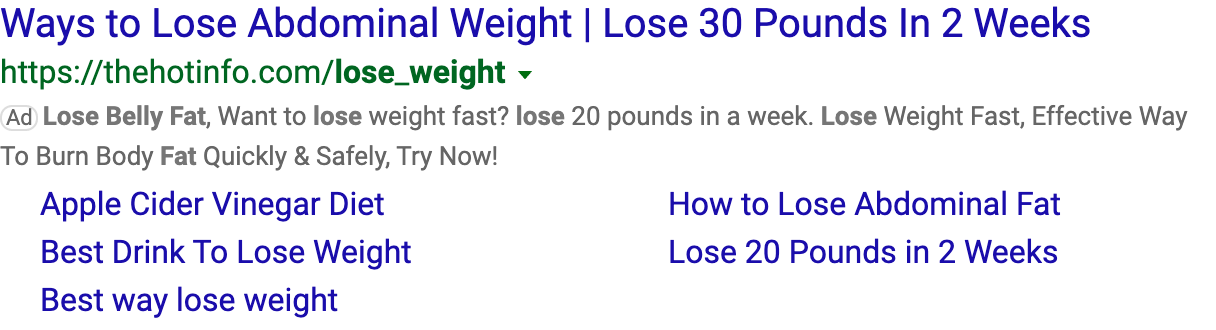 Ways to Lose Abdominal Weight | Lose 30 Pounds In 2 Weeks
https://thehotinfo.com/lose_weight
Ad Lose Belly Fat, Want to lose weight fast? lose 20 pounds in a week. Lose Weight Fast, Effective Way
To Burn Body Fat Quickly & Safely, Try Now!
Apple Cider Vinegar Diet How to Lose Abdominal Fat
Best Drink To Lose Weight Lose 20 Pounds in 2 Weeks
Best way lose weight